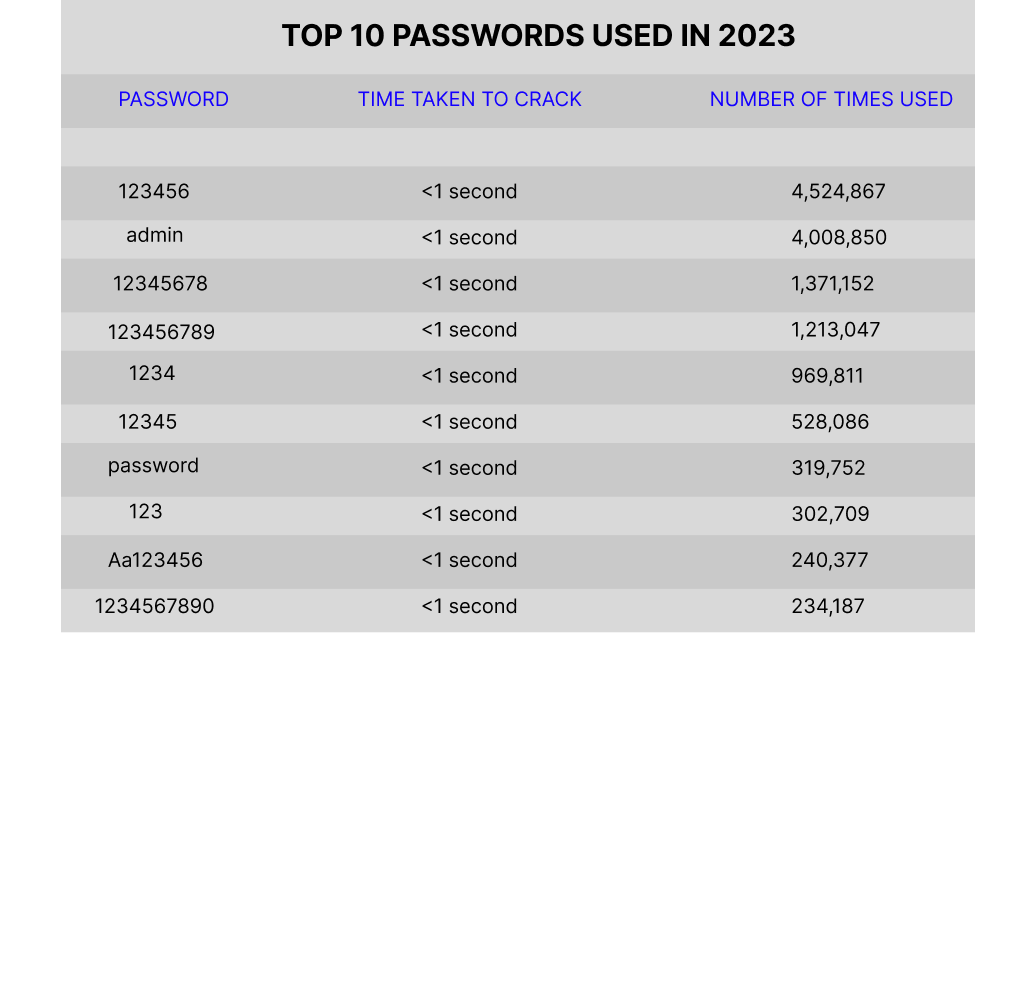 TOP 10 PASSWORDS USED IN 2023
PASSWORD TIME TAKEN TO CRACK NUMBER OF TIMES USED
123456 <1 second 4,524,867
admin <1 second 4,008,850
12345678 <1 second 1,371,152
123456789 <1 second 1,213,047
1234 <1 second 969,811
12345 <1 second 528,086
password <1 second 319,752
123 <1 second 302,709
Aa123456 <1 second 240,377
1234567890 <1 second 234,187